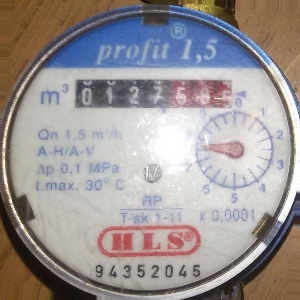 profit® 1,5
m³ 0127585
Qn 1,5 m³/h
A-H/A-V
Δp 0,1 MPa
t.max. 30° C
RP
T-sk 1-11 x 0,0001
HLS®
94352045